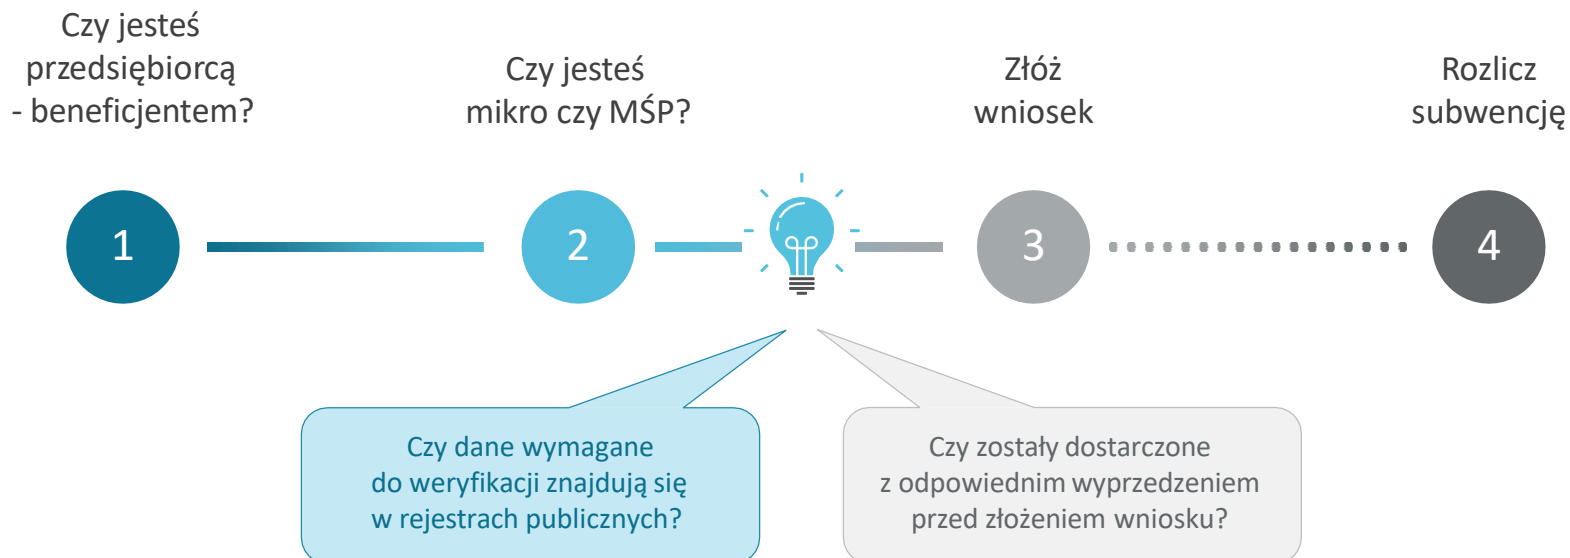 Czy jesteś
przedsiębiorcą
- beneficjentem?
Czy jesteś
mikro czy MŚP?
Złóż
wniosek
Rozlicz
subwencję
1
2
3
4
Czy dane wymagane
do weryfikacji znajdują się
w rejestrach publicznych?
Czy zostały dostarczone
z odpowiednim wyprzedzeniem
przed złożeniem wniosku?